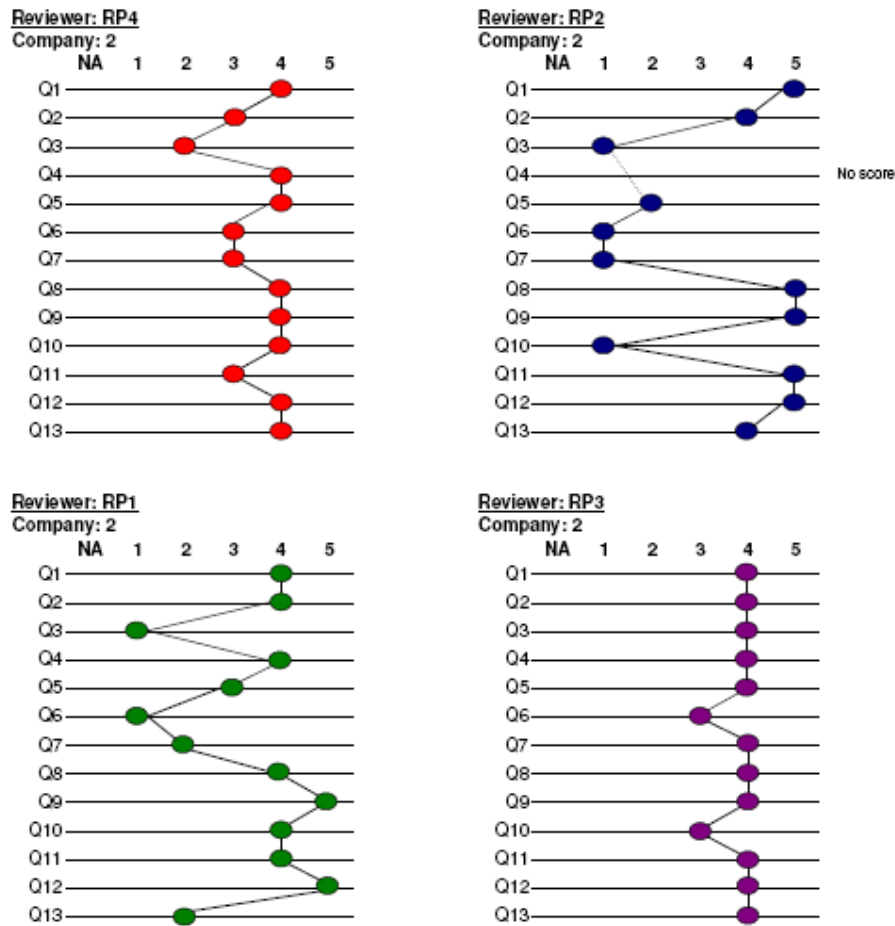 Reviewer: RP4
Company: 2
NA 1 2 3 4 5
Q1
Q2
Q3
Q4
Q5
Q6
Q7
Q8
Q9
Q10
Q11
Q12
Q13
Reviewer: RP2
Company: 2
NA 1 2 3 4 5
Q1
Q2
Q3
Q4 No score
Q5
Q6
Q7
Q8
Q9
Q10
Q11
Q12
Q13
Reviewer: RP1
Company: 2
NA 1 2 3 4 5
Q1
Q2
Q3
Q4
Q5
Q6
Q7
Q8
Q9
Q10
Q11
Q12
Q13
Reviewer: RP3
Company: 2
NA 1 2 3 4 5
Q1
Q2
Q3
Q4
Q5
Q6
Q7
Q8
Q9
Q10
Q11
Q12
Q13